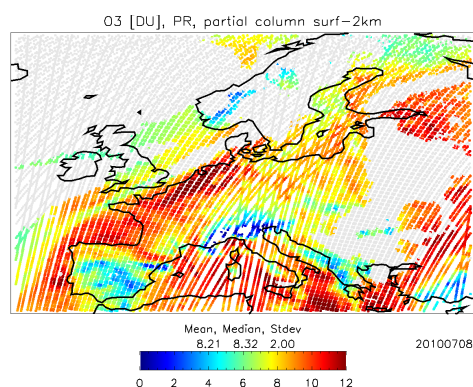 O3 [DU], PR, partial column surf-2km
Mean, Median, Stdev
8.21 8.32 2.00
20100708
0 2 4 6 8 10 12